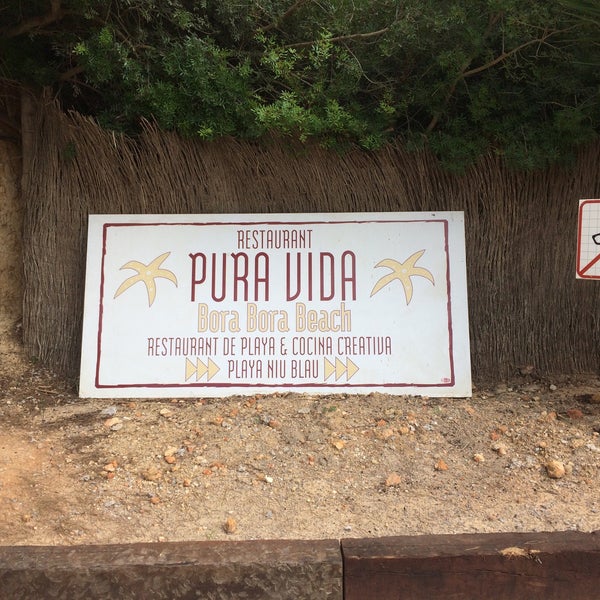 RESTAURANT
PURA VIDA
Bora Bora Beach
RESTAURANT DE PLAYA & COCINA CREATIVA
PLAYA NIU BLAU